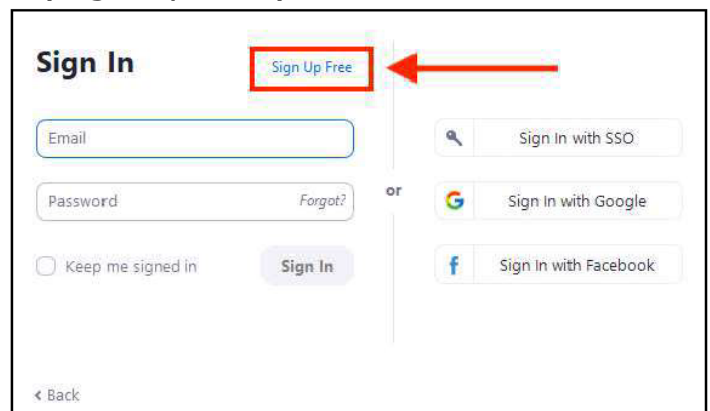 Sign In
Sign Up Free
Email
Password
Forgot?
Keep me signed in
Sign In
or
Sign In with SSO
Sign In with Google
Sign In with Facebook
Back